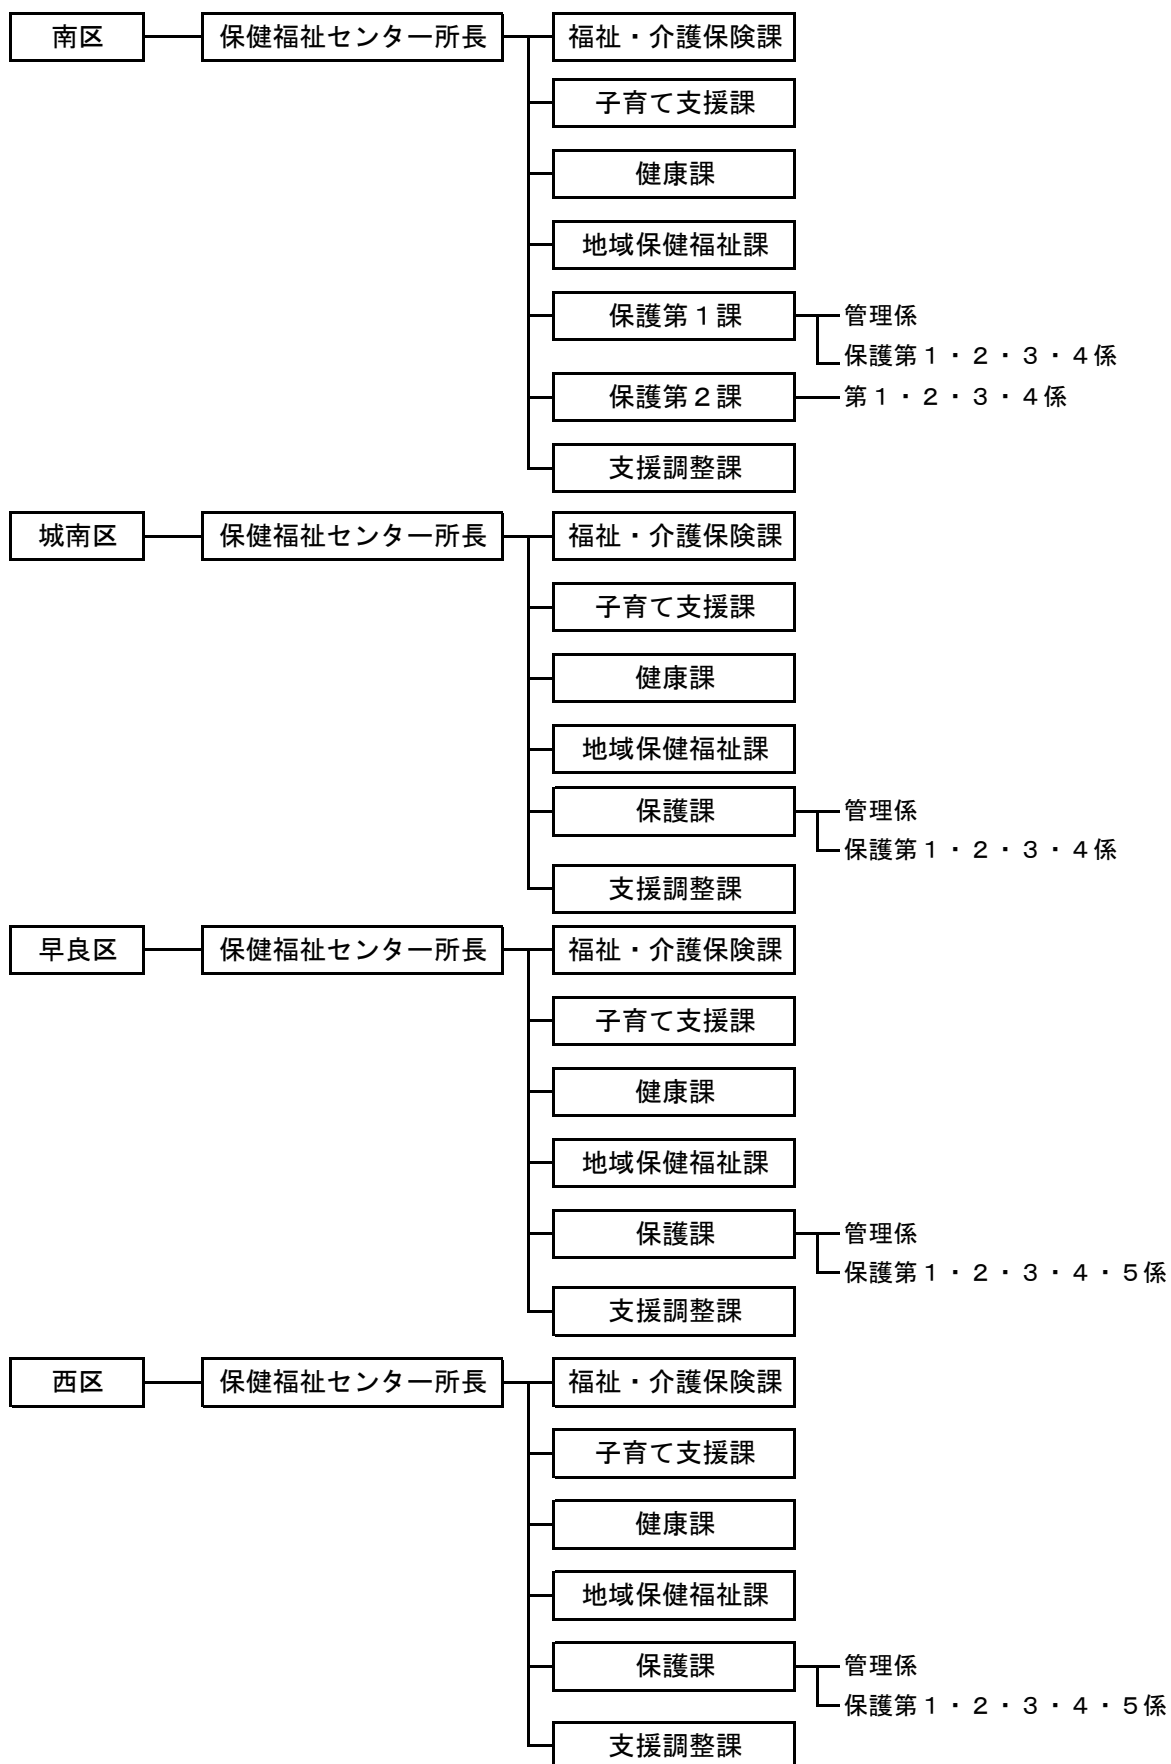 南区 保健福祉センター所長 福祉・介護保険課
子育て支援課
健康課
地域保健福祉課
保護第１課 管理係
保護第１・２・３・４係
保護第２課 第１・２・３・４係
支援調整課
城南区 保健福祉センター所長 福祉・介護保険課
子育て支援課
健康課
地域保健福祉課
保護課 管理係
保護第１・２・３・４係
支援調整課
早良区 保健福祉センター所長 福祉・介護保険課
子育て支援課
健康課
地域保健福祉課
保護課 管理係
保護第１・２・３・４・５係
支援調整課
西区 保健福祉センター所長 福祉・介護保険課
子育て支援課
健康課
地域保健福祉課
保護課 管理係
保護第１・２・３・４・５係
支援調整課